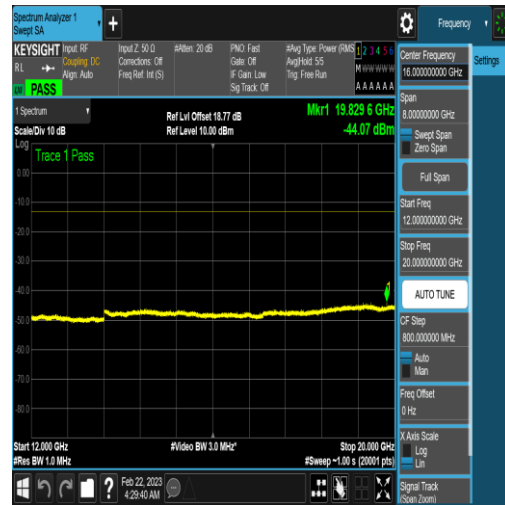 Spectrum Analyzer 1
Swept SA
Frequency
KEYSIGHT
RL
PASS
Input: RF
Coupling: DC
Align: Auto
Input Z: 50 Ω
Corrections: Off
Freq Ref: Int (S)
#Atten: 20 dB
PNO: Fast
Gate: Off
IF Gain: Low
Sig Track: Off
#Avg Type: Power (RMS
Avg|Hold: 5/5
Trig: Free Run
1 2 3 4 5 6
M W W W W W
A A A A A A
1 Spectrum
Scale/Div 10 dB
Ref Lvl Offset 18.77 dB
Ref Level 10.00 dBm
Mkr1 19.829 6 GHz
-44.07 dBm
Log
Trace 1 Pass
0.00
-10.0
-20.0
-30.0
-40.0
-50.0
-60.0
-70.0
-80.0
1
Start 12.000 GHz
#Res BW 1.0 MHz
#Video BW 3.0 MHz*
Stop 20.000 GHz
#Sweep ~1.00 s (20001 pts)
Feb 22, 2023
4:29:40 AM
Settings
Center Frequency
16.000000000 GHz
Span
8.00000000 GHz
Swept Span
Zero Span
Full Span
Start Freq
12.000000000 GHz
Stop Freq
20.000000000 GHz
AUTO TUNE
CF Step
800.000000 MHz
Auto
Man
Freq Offset
0 Hz
X Axis Scale
Log
Lin
Signal Track
(Span Zoom)